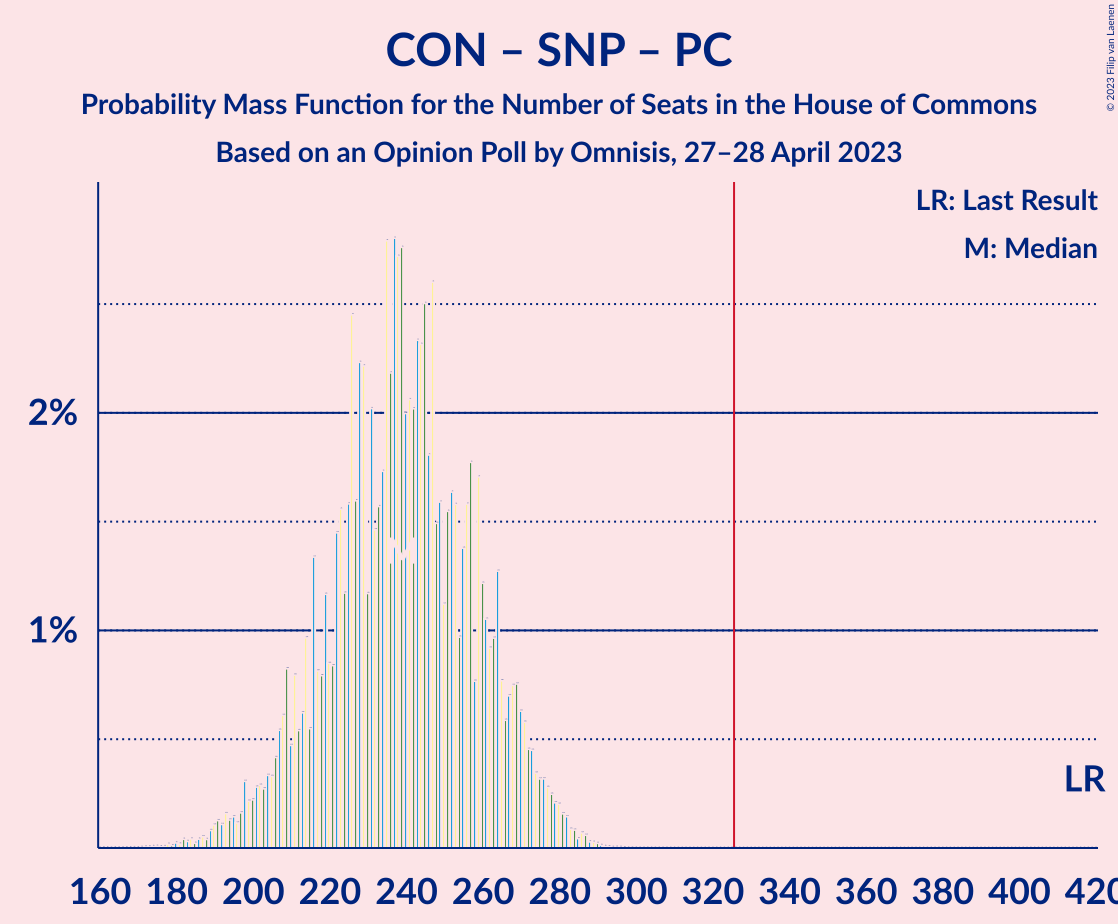 CON – SNP – PC
Probability Mass Function for the Number of Seats in the House of Commons
Based on an Opinion Poll by Omnisis, 27–28 April 2023
© 2023 Filip van Laenen
LR: Last Result
M: Median
2%
1%
LR
160 180 200 220 240 260 280 300 320 340 360 380 400 420